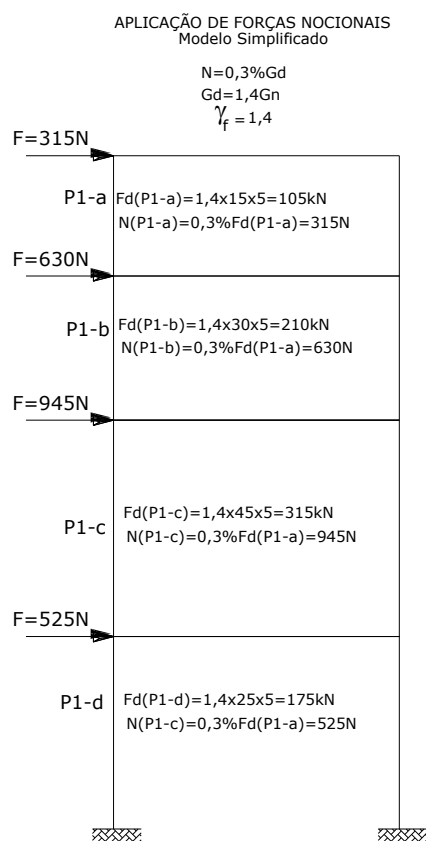 APLICAÇÃO DE FORÇAS NOCIONAIS
Modelo Simplificado
N=0,3%Gd
Gd=1,4Gn
γf=1,4
F=315N
P1-a
Fd(P1-a)=1,4x15x5=105kN
N(P1-a)=0,3%Fd(P1-a)=315N
F=630N
P1-b
Fd(P1-b)=1,4x30x5=210kN
N(P1-b)=0,3%Fd(P1-a)=630N
F=945N
P1-c
Fd(P1-c)=1,4x45x5=315kN
N(P1-c)=0,3%Fd(P1-a)=945N
F=525N
P1-d
Fd(P1-d)=1,4x25x5=175kN
N(P1-c)=0,3%Fd(P1-a)=525N